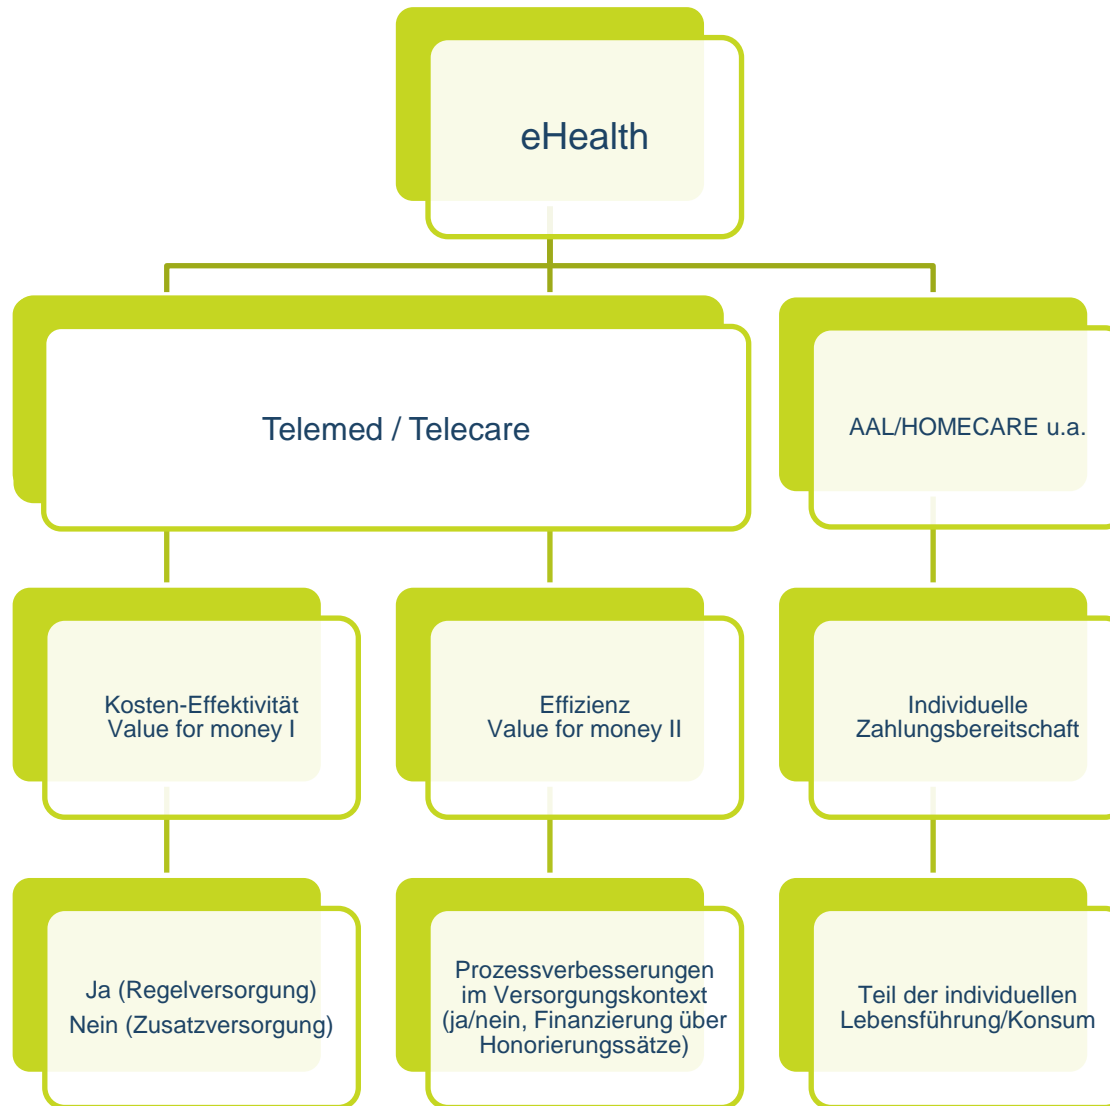 eHealth
Telemed / Telecare
AAL/HOMECARE u.a.
Kosten-Effektivität
Value for money I
Effizienz
Value for money II
Individuelle
Zahlungsbereitschaft
Ja (Regelversorgung)
Nein (Zusatzversorgung)
Prozessverbesserungen
im Versorgungskontext
(ja/nein, Finanzierung über
Honorierungssätze)
Teil der individuellen
Lebensführung/Konsum